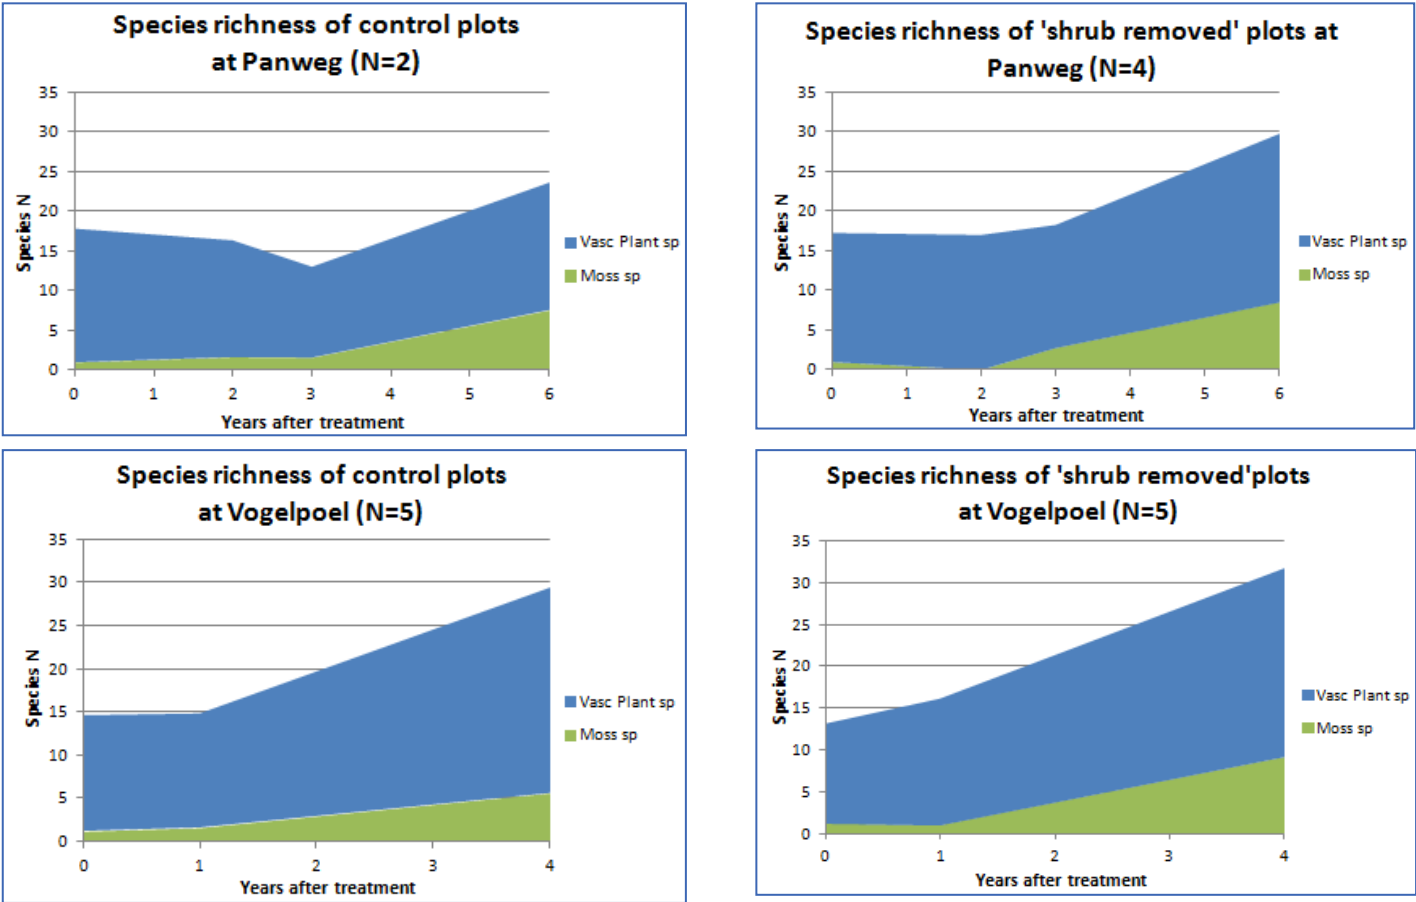 Species richness of control plots
at Panweg (N=2)
35
30
25
20
15
10
5
0
Species N
0 1 2 3 4 5 6
Years after treatment
Vasc Plant sp
Moss sp
Species richness of 'shrub removed' plots at
Panweg (N=4)
35
30
25
20
15
10
5
0
Species N
0 1 2 3 4 5 6
Years after treatment
Vasc Plant sp
Moss sp
Species richness of control plots
at Vogelpoel (N=5)
35
30
25
20
15
10
5
0
Species N
0 1 2 3 4
Years after treatment
Vasc Plant sp
Moss sp
Species richness of 'shrub removed'plots
at Vogelpoel (N=5)
35
30
25
20
15
10
5
0
Species N
0 1 2 3 4
Years after treatment
Vasc Plant sp
Moss sp